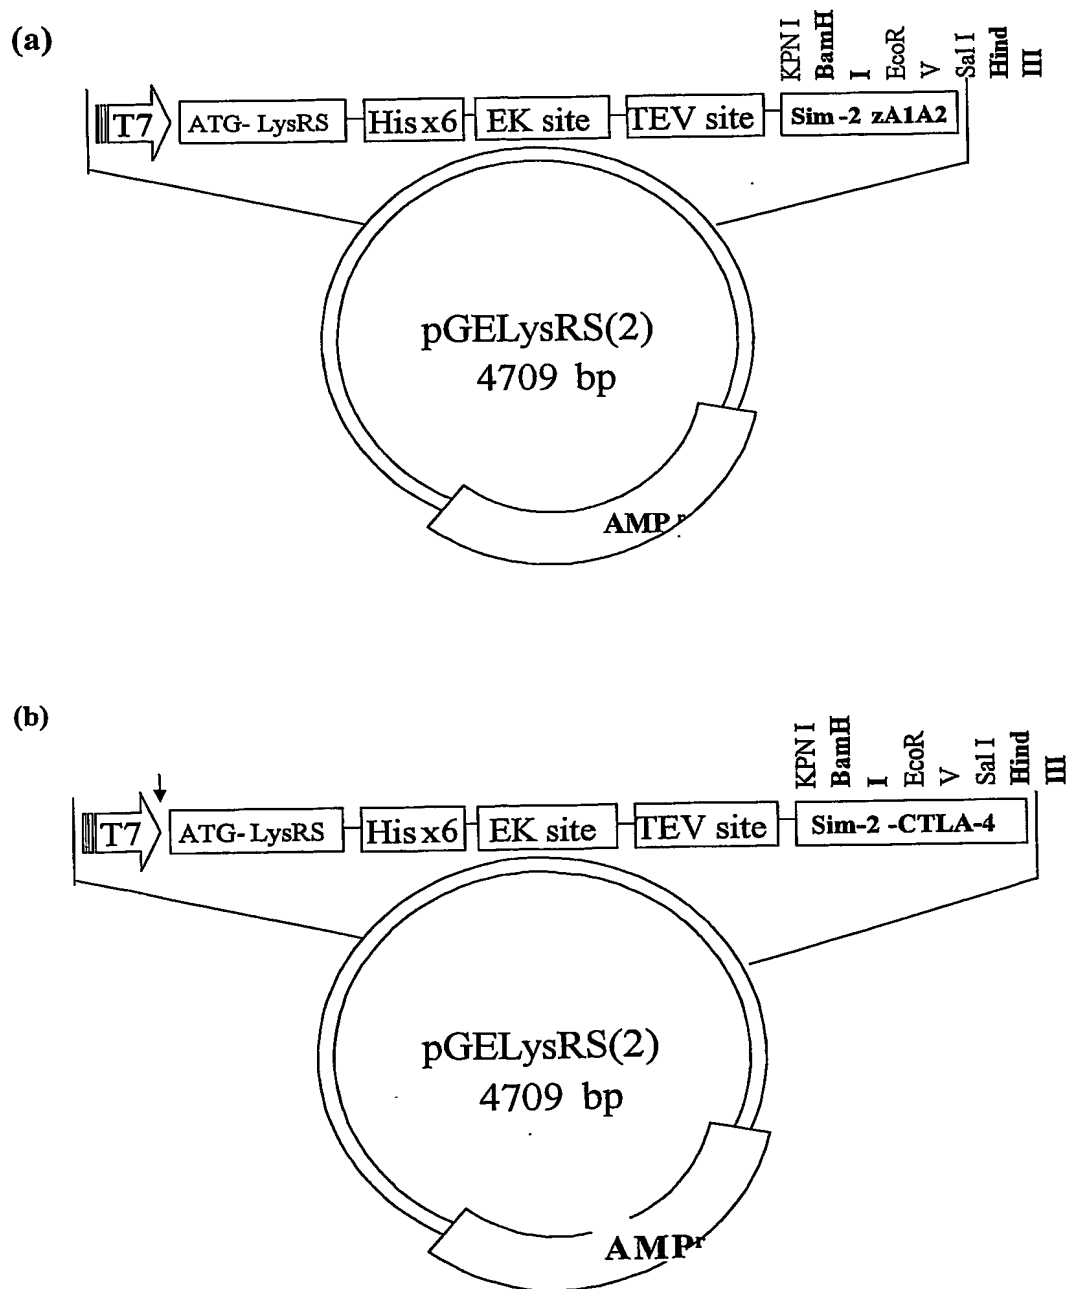 (a)
KPN I
BamH
I
EcoR
V
Sal I
Hind
III
T7 ATG-LysRS His x6 EK site TEV site Sim-2 zA1A2
pGELysRS(2)
4709 bp
AMP r
(b)
KPN I
BamH
I
EcoR
V
Sal I
Hind
III
T7 ATG-LysRS His x6 EK site TEV site Sim-2 -CTLA-4
pGELysRS(2)
4709 bp
AMPr